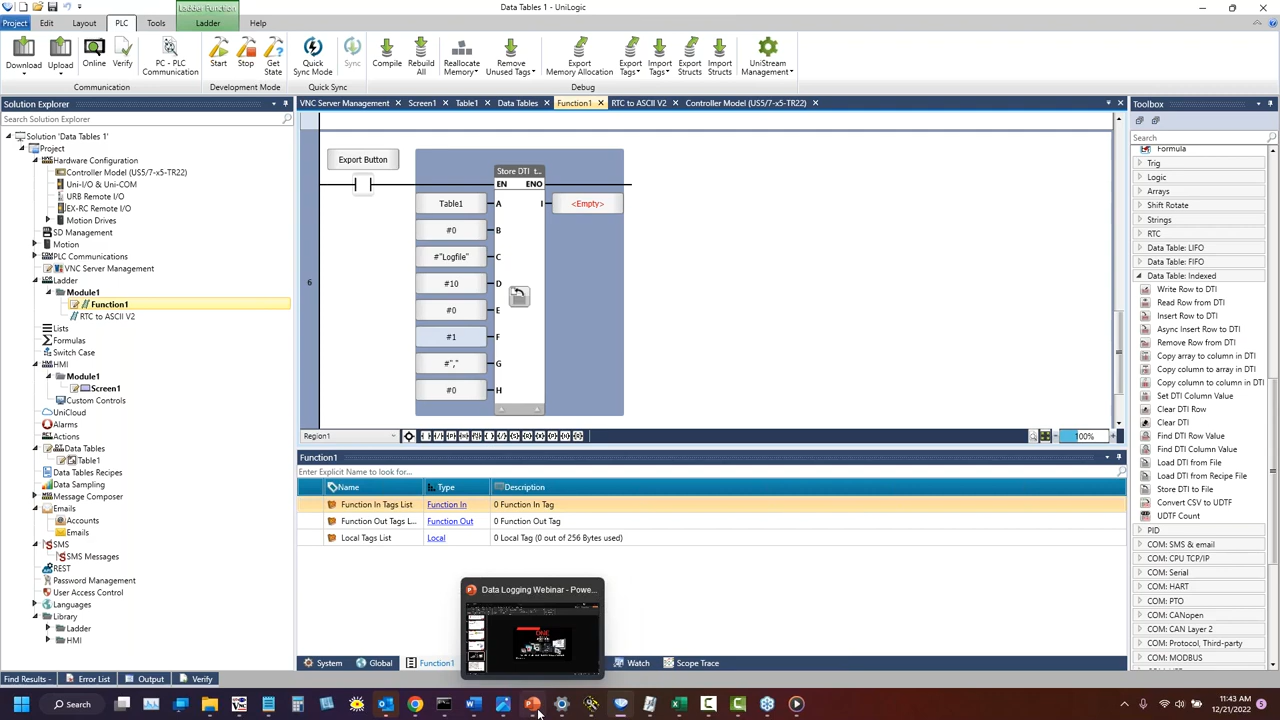 Data Tables 1 - UniLogic
Ladder Function
Project Edit Layout PLC Tools Ladder Help
Download Upload Online Verify PC - PLC Communication Start Stop Get State Quick Sync Mode Sync Compile Rebuild All Reallocate Memory Remove Unused Tags Export Memory Allocation Export Tags Import Tags Export Structs Import Structs UniStream Management
Communication Development Mode Quick Sync Debug
Solution Explorer
Search Solution Explorer
Solution 'Data Tables 1'
Project
Hardware Configuration
Controller Model (US5/7-x5-TR22)
Uni-I/O & Uni-COM
URB Remote I/O
EX-RC Remote I/O
Motion Drives
SD Management
Motion
PLC Communications
VNC Server Management
Ladder
Module1
Function1
RTC to ASCII V2
Lists
Formulas
Switch Case
HMI
Module1
Screen1
Custom Controls
UniCloud
Alarms
Actions
Data Tables
Table1
Data Tables Recipes
Data Sampling
Message Composer
Emails
Accounts
Emails
SMS
SMS Messages
REST
Password Management
User Access Control
Languages
Library
Ladder
HMI
VNC Server Management Screen1 Table1 Data Tables Function1 RTC to ASCII V2 Controller Model (US5/7-x5-TR22)
Export Button
Store DTI t...
EN ENO
Table1 A I <Empty>
#0 B
#"Logfile" C
#10 D
#0 E
6
#1 F
#"," G
#0 H
Region1
100%
Function1
Enter Explicit Name to look for...
Name Type Description
Function In Tags List Function In 0 Function In Tag
Function Out Tags L... Function Out 0 Function Out Tag
Local Tags List Local 0 Local Tag (0 out of 256 Bytes used)
Data Logging Webinar - Powe...
ONE
System Global Function1 Watch Scope Trace
Toolbox
Search
Formula
Trig
Logic
Arrays
Shift Rotate
Strings
RTC
Data Table: LIFO
Data Table: FIFO
Data Table: Indexed
Write Row to DTI
Read Row from DTI
Insert Row to DTI
Async Insert Row to DTI
Remove Row from DTI
Copy array to column in DTI
Copy column to array in DTI
Copy column to column in DTI
Set DTI Column Value
Clear DTI Row
Clear DTI
Find DTI Row Value
Find DTI Column Value
Load DTI from File
Load DTI from Recipe File
Store DTI to File
Convert CSV to UDTF
UDTF Count
PID
COM: SMS & email
COM: CMD TCP/IP
COM: Serial
COM: HART
COM: PTO
COM: CANopen
COM: CAN Layer 2
COM: Protocol, Third-party
COM: MODBUS
Find Results - Error List Output Verify
Search
11:43 AM
12/21/2022